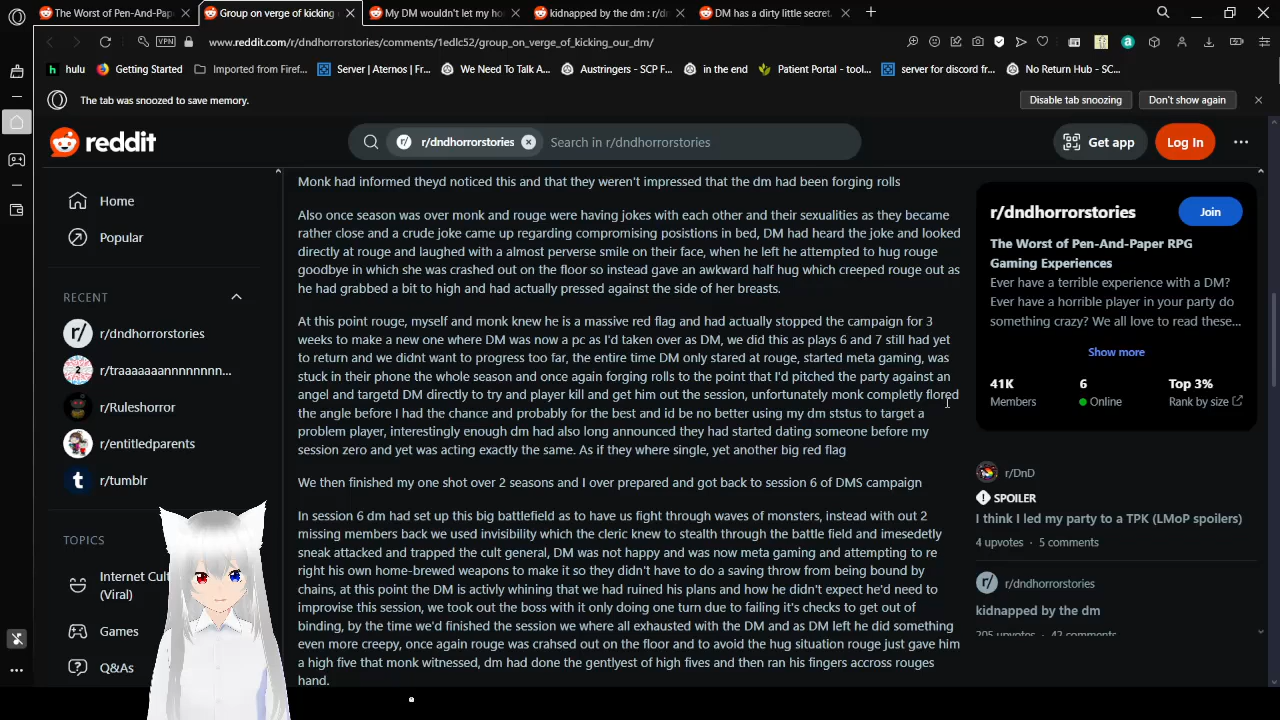 The Worst of Pen-And-Pape
Group on verge of kicking
My DM wouldn't let my ho
kidnapped by the dm : r/d
DM has a dirty little secret
VPN
www.reddit.com/r/dndhorrorstories/comments/1edlc52/group_on_verge_of_kicking_our_dm/
hulu
Getting Started
Imported from Firef...
Server | Aternos | Fr...
We Need To Talk A...
Austringers - SCP F...
in the end
Patient Portal - tool...
server for discord fr...
No Return Hub - SC...
The tab was snoozed to save memory.
Disable tab snoozing
Don't show again
reddit
r/dndhorrorstories
Search in r/dndhorrorstories
Get app
Log In
Home
Popular
RECENT
r/dndhorrorstories
r/traaaaaaannnnnnnn...
r/Ruleshorror
r/entitledparents
r/tumblr
TOPICS
Internet Cult
(Viral)
Games
Q&As
Monk had informed theyd noticed this and that they weren't impressed that the dm had been forging rolls
Also once season was over monk and rouge were having jokes with each other and their sexualities as they became
rather close and a crude joke came up regarding compromising posistions in bed, DM had heard the joke and looked
directly at rouge and laughed with a almost perverse smile on their face, when he left he attempted to hug rouge
goodbye in which she was crashed out on the floor so instead gave an awkward half hug which creeped rouge out as
he had grabbed a bit to high and had actually pressed against the side of her breasts.
At this point rouge, myself and monk knew he is a massive red flag and had actually stopped the campaign for 3
weeks to make a new one where DM was now a pc as I'd taken over as DM, we did this as plays 6 and 7 still had yet
to return and we didnt want to progress too far, the entire time DM only stared at rouge, started meta gaming, was
stuck in their phone the whole season and once again forging rolls to the point that I'd pitched the party against an
angel and targetd DM directly to try and player kill and get him out the session, unfortunately monk completly flored
the angle before I had the chance and probably for the best and id be no better using my dm ststus to target a
problem player, interestingly enough dm had also long announced they had started dating someone before my
session zero and yet was acting exactly the same. As if they where single, yet another big red flag
We then finished my one shot over 2 seasons and I over prepared and got back to session 6 of DMS campaign
In session 6 dm had set up this big battlefield as to have us fight through waves of monsters, instead with out 2
missing members back we used invisibility which the cleric knew to stealth through the battle field and imesedetly
sneak attacked and trapped the cult general, DM was not happy and was now meta gaming and attempting to re
right his own home-brewed weapons to make it so they didn't have to do a saving throw from being bound by
chains, at this point the DM is activly whining that we had ruined his plans and how he didn't expect he'd need to
improvise this session, we took out the boss with it only doing one turn due to failing it's checks to get out of
binding, by the time we'd finished the session we where all exhausted with the DM and as DM left he did something
even more creepy, once again rouge was crahsed out on the floor and to avoid the hug situation rouge just gave him
a high five that monk witnessed, dm had done the gentlyest of high fives and then ran his fingers accross rouges
hand.
r/dndhorrorstories
Join
The Worst of Pen-And-Paper RPG
Gaming Experiences
Ever have a terrible experience with a DM?
Ever have a horrible player in your party do
something crazy? We all love to read these...
Show more
41K
Members
6
Online
Top 3%
Rank by size
r/DnD
SPOILER
I think I led my party to a TPK (LMoP spoilers)
4 upvotes · 5 comments
r/dndhorrorstories
kidnapped by the dm
205 upvotes · 42 comments